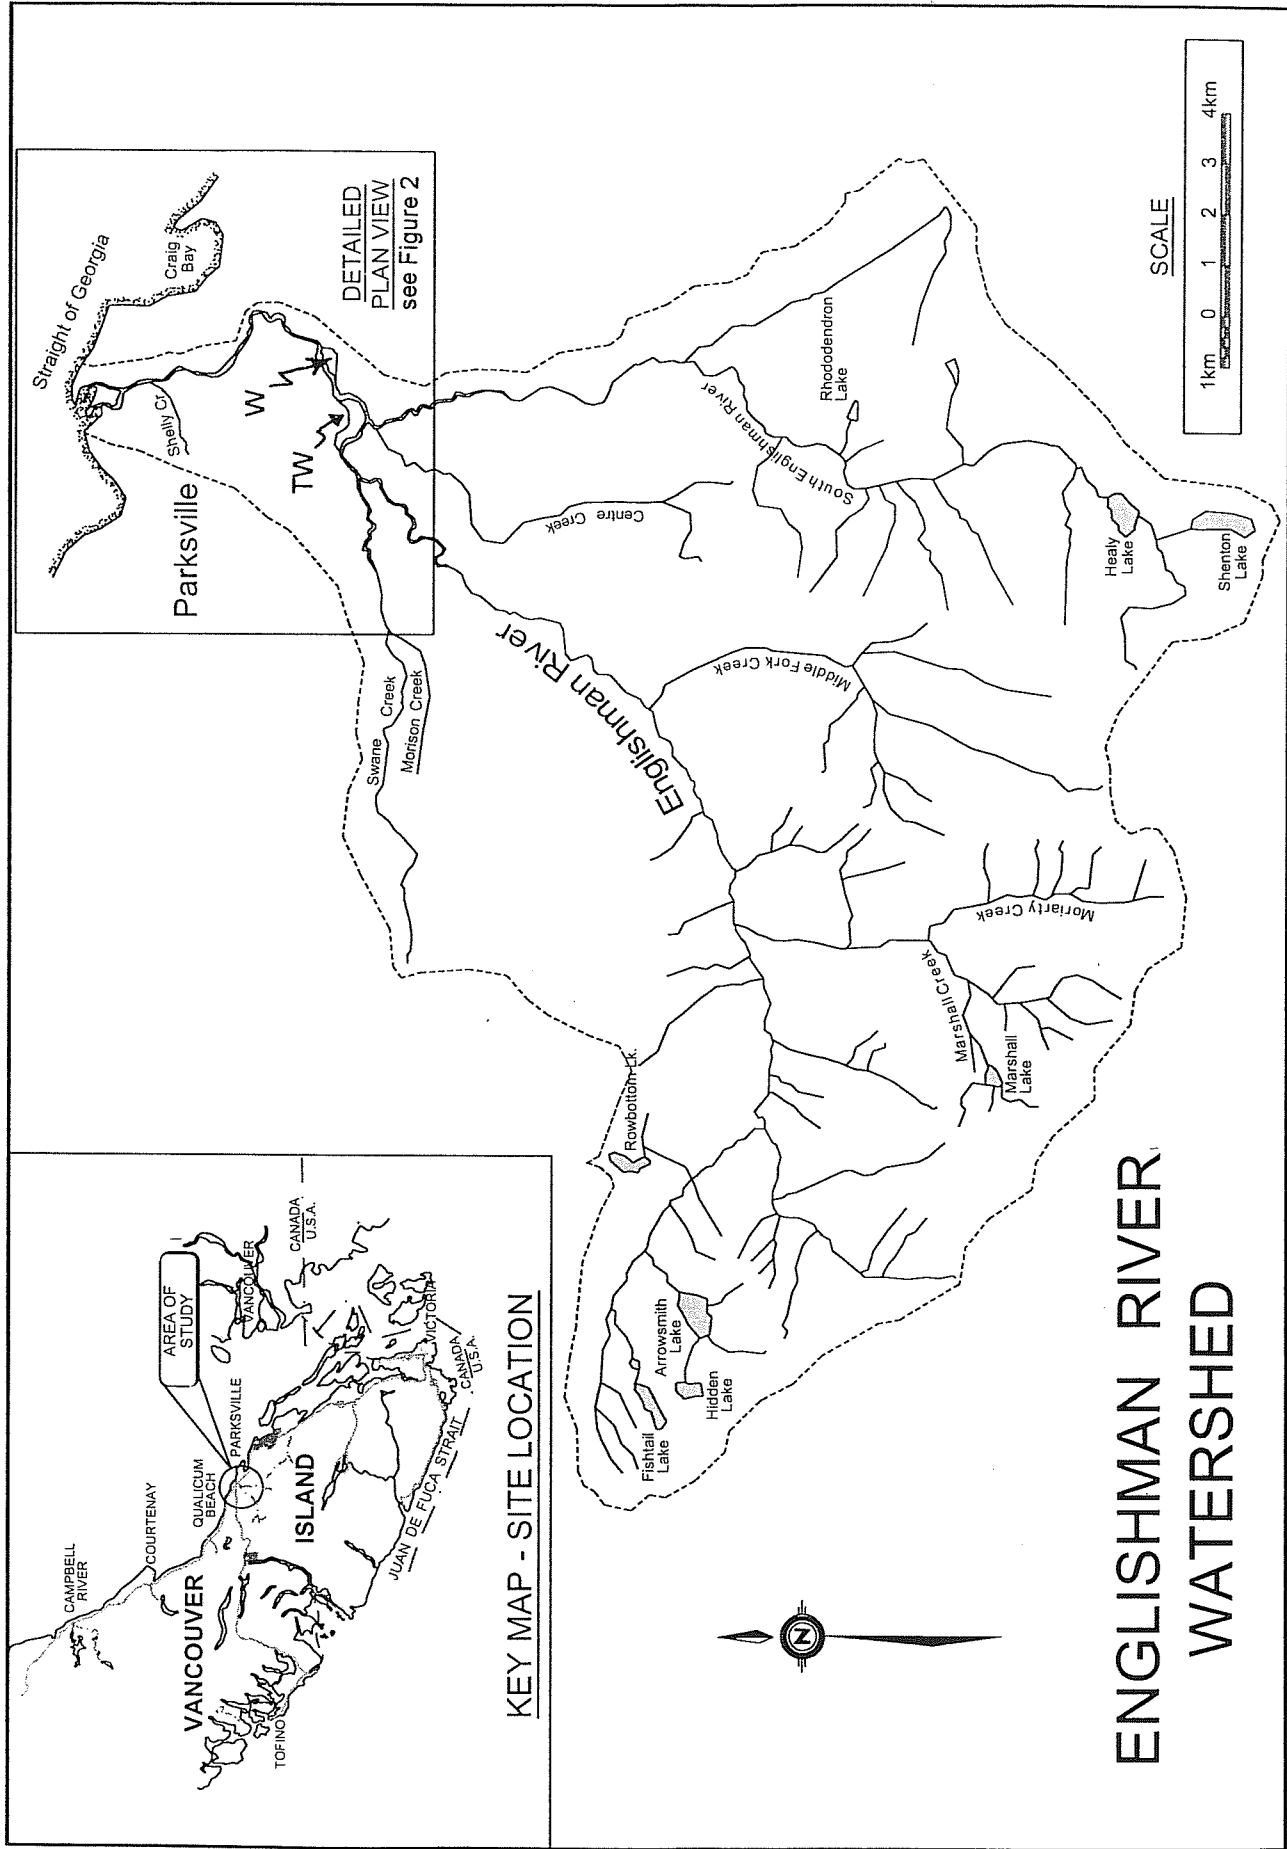 KEY MAP - SITE LOCATION
CAMPBELL
RIVER
COURTENAY
QUALICUM
BEACH
PARKSVILLE
AREA OF
STUDY
VANCOUVER
CANADA
U.S.A.
VANCOUVER
ISLAND
TOFINO
VICTORIA
CANADA
U.S.A.
JUAN DE FUCA STRAIT
Straight of Georgia
Craig
Bay
Shelly Cr
Parksville
W
TW
DETAILED
PLAN VIEW
see Figure 2
Swane Creek
Morison Creek
Englishman River
Centre Creek
South Englishman River
Rhododendron
Lake
Middle Fork Creek
Healy
Lake
Shenton
Lake
Rowbottom Lk.
Arrowsmith
Lake
Hidden
Lake
Fishtail
Lake
Marshall Creek
Marshall
Lake
Moriarty Creek
N
ENGLISHMAN RIVER
WATERSHED
SCALE
1km 0 1 2 3 4km